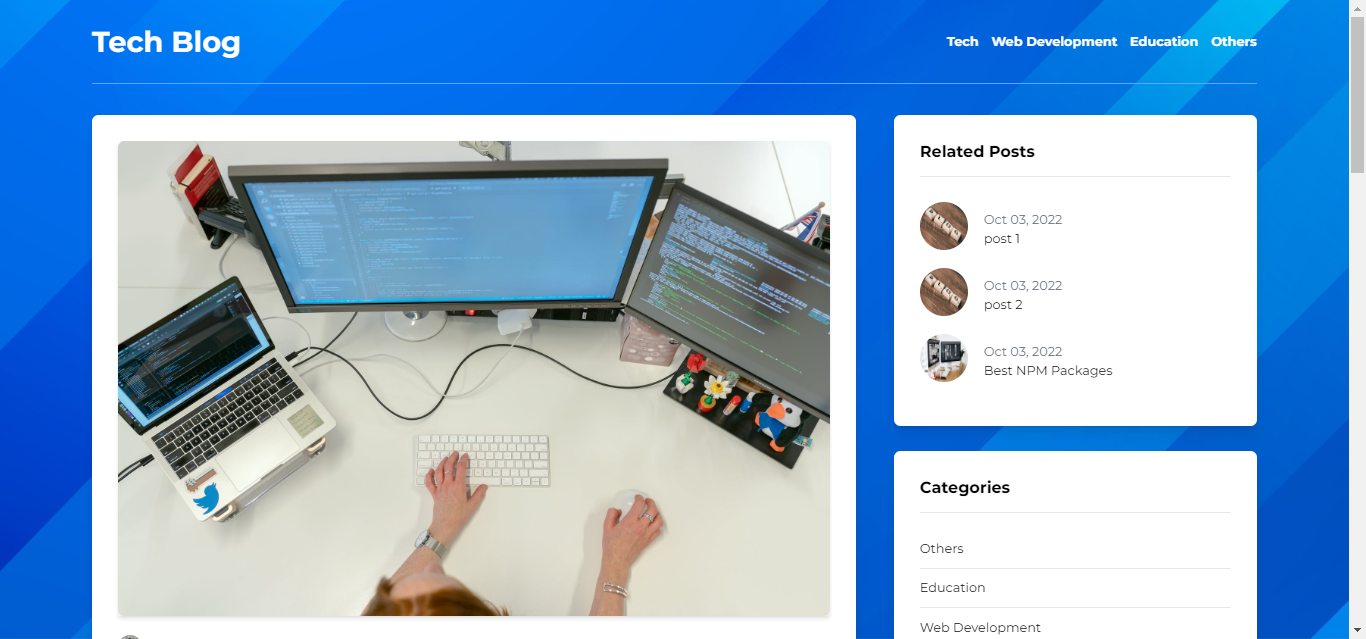 Tech Blog
Tech Web Development Education Others
Related Posts
Oct 03, 2022
post 1
Oct 03, 2022
post 2
Oct 03, 2022
Best NPM Packages
Categories
Others
Education
Web Development